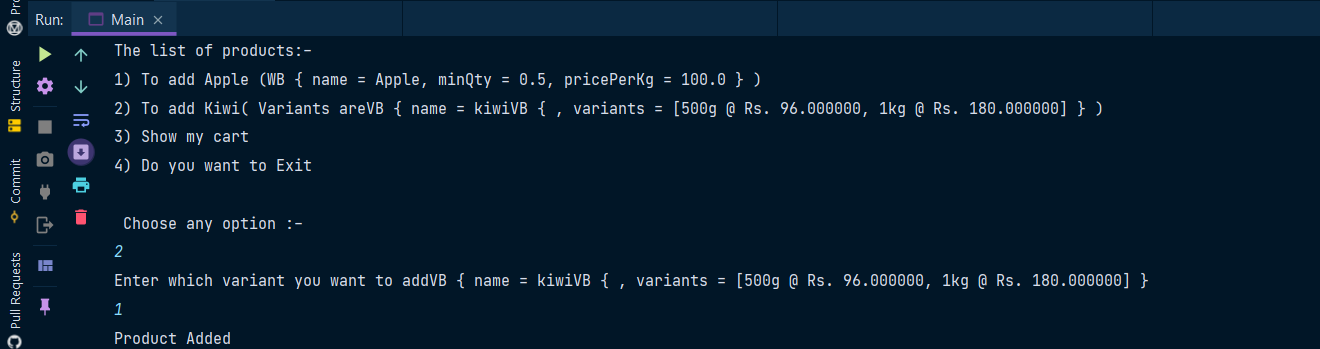 Run: Main ×
The list of products:-
1) To add Apple (WB { name = Apple, minQty = 0.5, pricePerKg = 100.0 } )
2) To add Kiwi( Variants areVB { name = kiwiVB { , variants = [500g @ Rs. 96.000000, 1kg @ Rs. 180.000000] } )
3) Show my cart
4) Do you want to Exit
Choose any option :-
2
Enter which variant you want to addVB { name = kiwiVB { , variants = [500g @ Rs. 96.000000, 1kg @ Rs. 180.000000] }
1
Product Added
Structure
Commit
Pull Requests